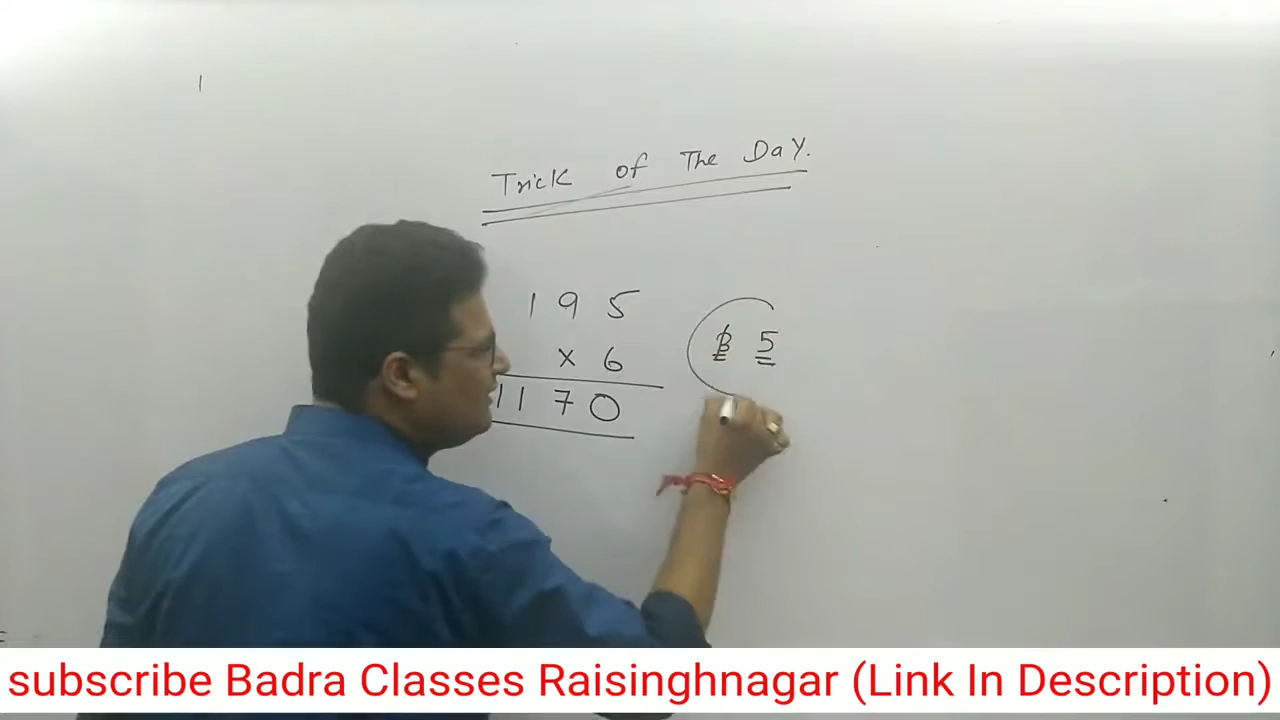 Trick of The Day.
195
× 6
1170
5
subscribe Badra Classes Raisinghnagar (Link In Description)